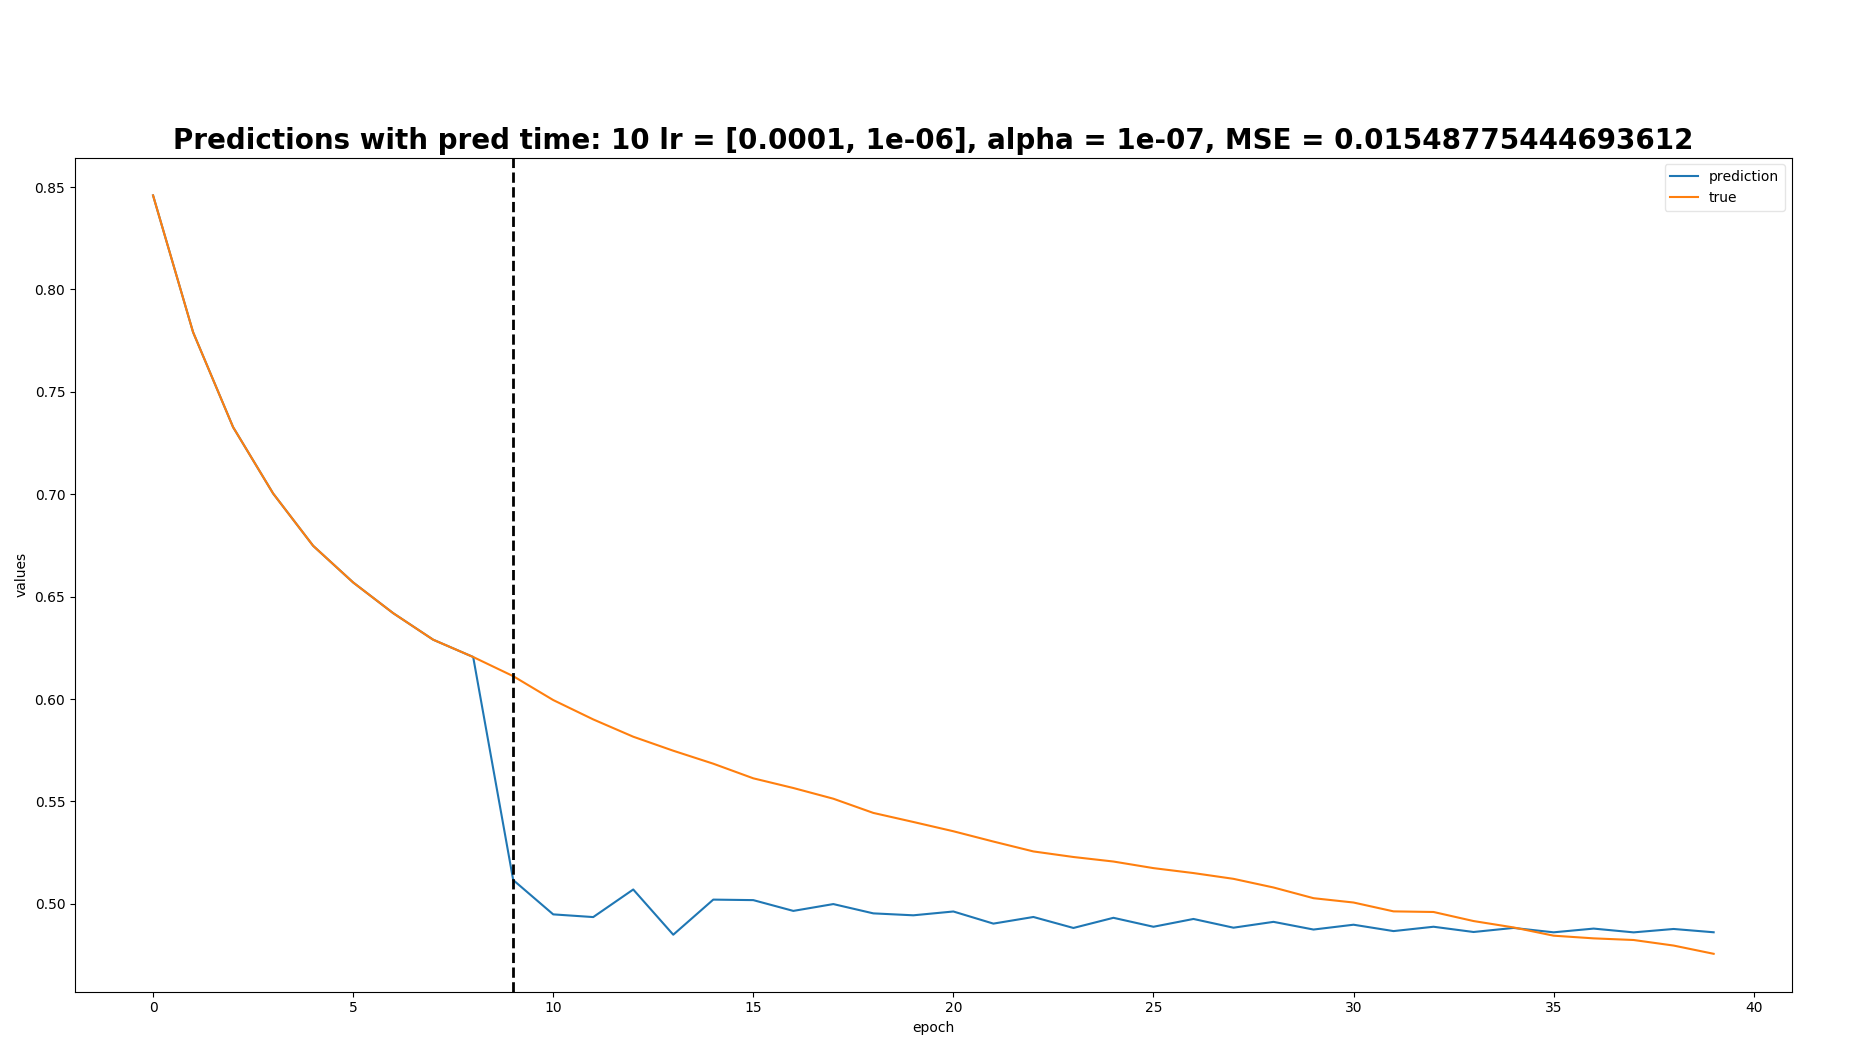 Predictions with pred time: 10 lr = [0.0001, 1e-06], alpha = 1e-07, MSE = 0.01548775444693612
prediction
true
0.85
0.80
0.75
0.70
0.65
0.60
0.55
0.50
values
0 5 10 15 20 25 30 35 40
epoch